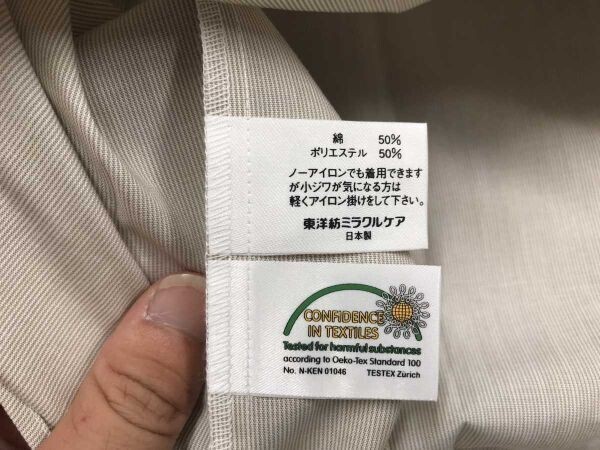 綿 50%
ポリエステル 50%
ノーアイロンでも着用できます
が小ジワが気になる方は
軽くアイロン掛けをして下さい。
東洋紡ミラクルケア
日本製
CONFIDENCE
IN TEXTILES
Tested for harmful substances
according to Oeko-Tex Standard 100
No. N-KEN 01046 TESTEX Zürich